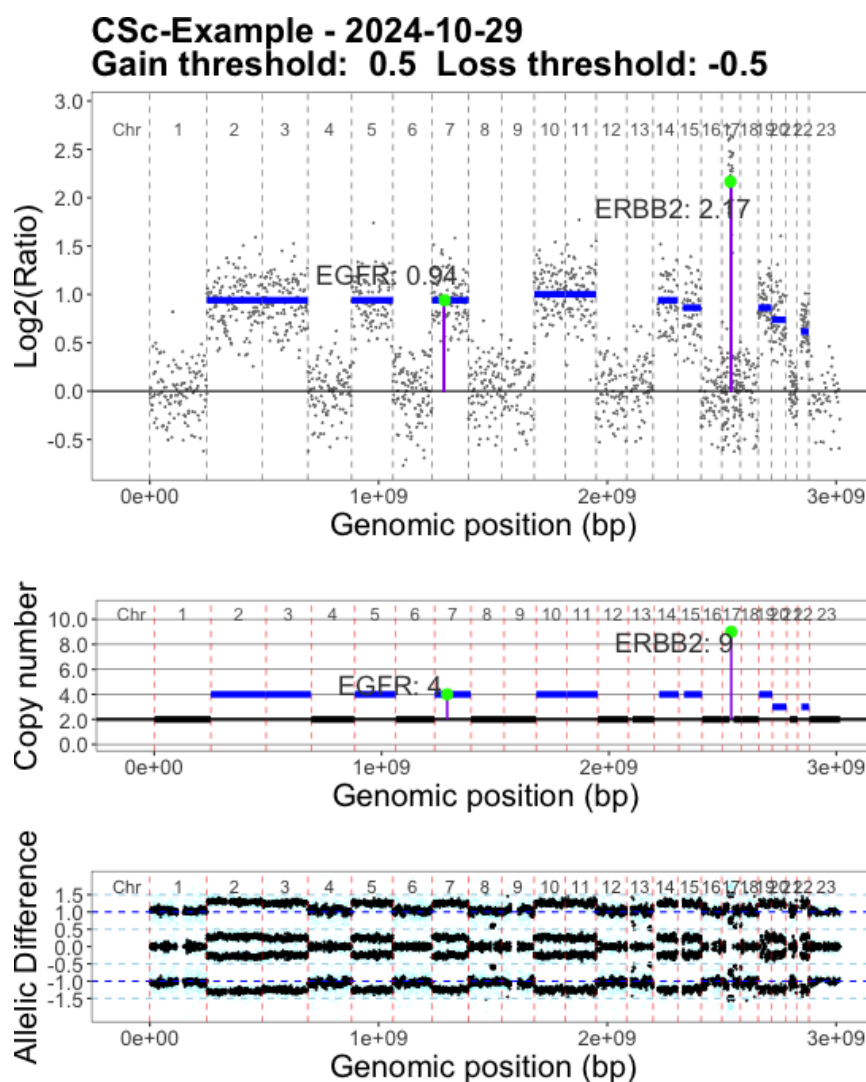 CSc-Example - 2024-10-29
Gain threshold:  0.5  Loss threshold: -0.5
Log2(Ratio)
3.0
2.5
2.0
1.5
1.0
0.5
0.0
-0.5
Chr 1 2 3 4 5 6 7 8 9 10 11 12 13 14 15 16 17 18 19 20 21 22 23
ERBB2: 2.17
EGFR: 0.94
0e+00 1e+09 2e+09 3e+09
Genomic position (bp)
Copy number
10.0
8.0
6.0
4.0
2.0
0.0
Chr 1 2 3 4 5 6 7 8 9 10 11 12 13 14 15 16 17 18 19 20 21 22 23
ERBB2: 9
EGFR: 4
0e+00 1e+09 2e+09 3e+09
Genomic position (bp)
Allelic Difference
1.5
1.0
0.5
0.0
-0.5
-1.0
-1.5
Chr 1 2 3 4 5 6 7 8 9 10 11 12 13 14 15 16 17 18 19 20 21 22 23
0e+00 1e+09 2e+09 3e+09
Genomic position (bp)